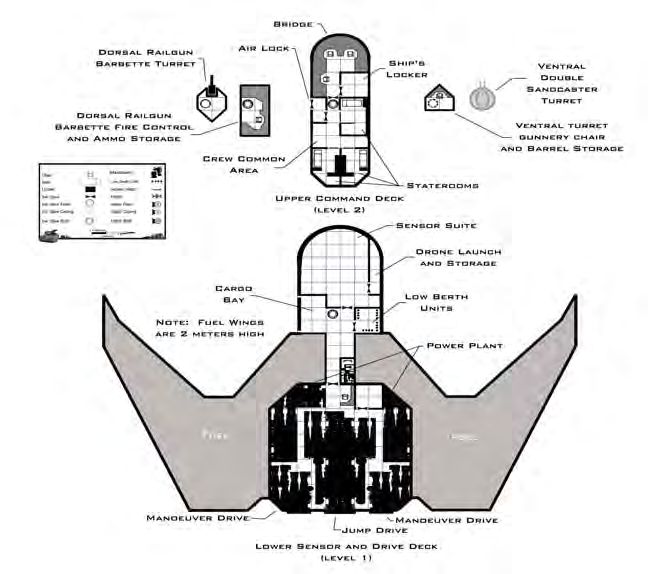 Bridge
Air Lock
Dorsal Railgun
Barbette Turret
Ship's
Locker
Ventral
Double
Sandcaster
Turret
Dorsal Railgun
Barbette Fire Control
and Ammo Storage
Ventral turret
gunnery chair
and Barrel Storage
Crew Common
Area
Staterooms
Upper Command Deck
(level 2)
Sensor Suite
Drone Launch
and Storage
Cargo
Bay
Low Berth
Units
Note: Fuel Wings
are 2 meters high
Power Plant
Fuel
Manoeuver Drive
Manoeuver Drive
Jump Drive
Lower Sensor and Drive Deck
(level 1)